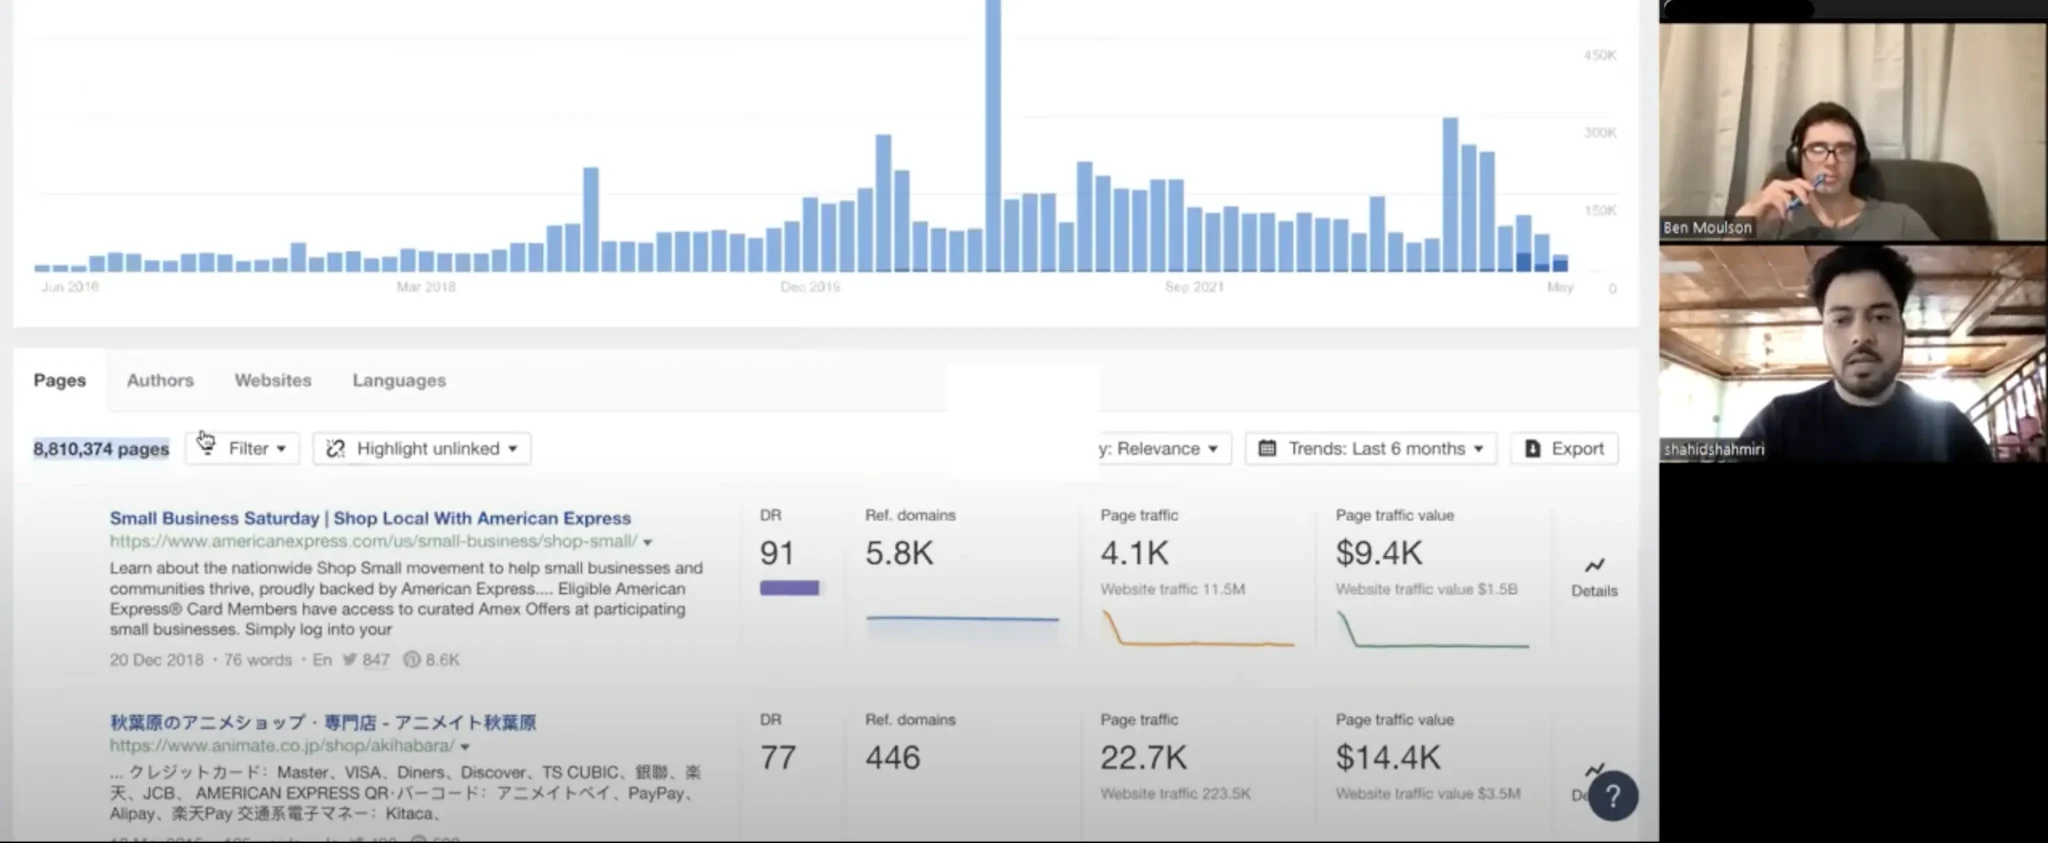 450K
300K
150K
0
Jun 2016
Mar 2018
Dec 2019
Sep 2021
May
Pages
Authors
Websites
Languages
8,810,374 pages
Filter
Highlight unlinked
y: Relevance
Trends: Last 6 months
Export
Small Business Saturday | Shop Local With American Express
https://www.americanexpress.com/us/small-business/shop-small/
Learn about the nationwide Shop Small movement to help small businesses and
communities thrive, proudly backed by American Express.... Eligible American
Express® Card Members have access to curated Amex Offers at participating
small businesses. Simply log into your
20 Dec 2018 · 76 words · En 847 8.6K
DR
91
Ref. domains
5.8K
Page traffic
4.1K
Website traffic 11.5M
Page traffic value
$9.4K
Website traffic value $1.5B
Details
秋葉原のアニメショップ・専門店 - アニメイト秋葉原
https://www.animate.co.jp/shop/akihabara/
... クレジットカード： Master、VISA、Diners、Discover、TS CUBIC、銀聯、楽
天、JCB、 AMERICAN EXPRESS QR·バーコード： アニメイトペイ、PayPay、
Alipay、楽天Pay 交通系電子マネー： Kitaca、
DR
77
Ref. domains
446
Page traffic
22.7K
Website traffic 223.5K
Page traffic value
$14.4K
Website traffic value $3.5M
?
Ben Moulson
shahidshahmiri